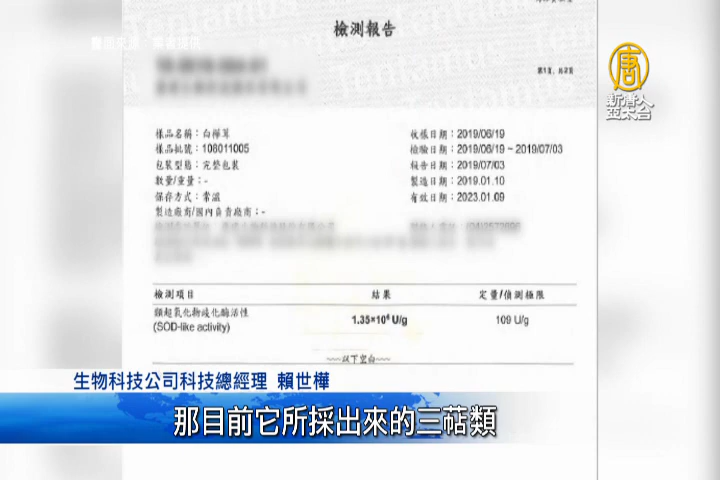 檢測報告
第1頁, 共2頁
新唐人
亞太台
樣品名稱：白樺茸
樣品批號：108011005
包裝型態：完整包裝
數量/重量：-
保存方式：常溫
製造廠商/國內負責廠商：-
收樣日期：2019/06/19
檢驗日期：2019/06/19 ~ 2019/07/03
報告日期：2019/07/03
製造日期：2019.01.10
有效日期：2023.01.09
檢測項目 結果 定量/偵測極限
類超氧化物歧化酶活性
(SOD-like activity) 1.35×10⁶ U/g 109 U/g
~~~以下空白~~~
生物科技公司科技總經理 賴世樺
那目前它所採出來的三萜類